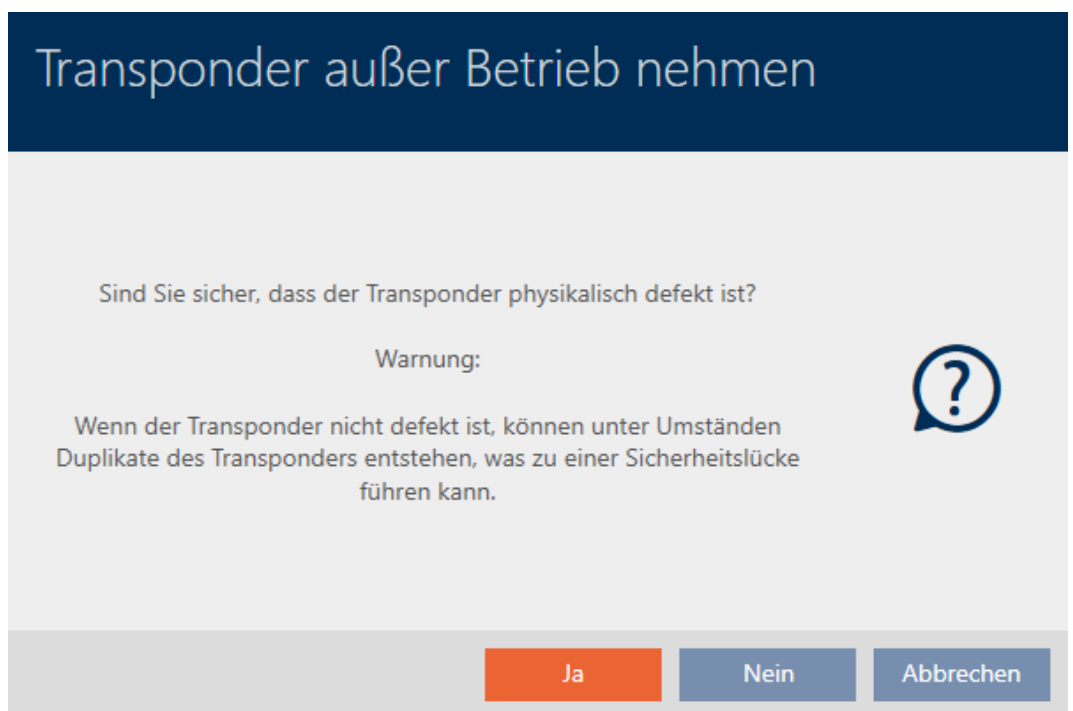 Transponder außer Betrieb nehmen
Sind Sie sicher, dass der Transponder physikalisch defekt ist?
Warnung:
Wenn der Transponder nicht defekt ist, können unter Umständen
Duplikate des Transponders entstehen, was zu einer Sicherheitslücke
führen kann.
?
Ja
Nein
Abbrechen